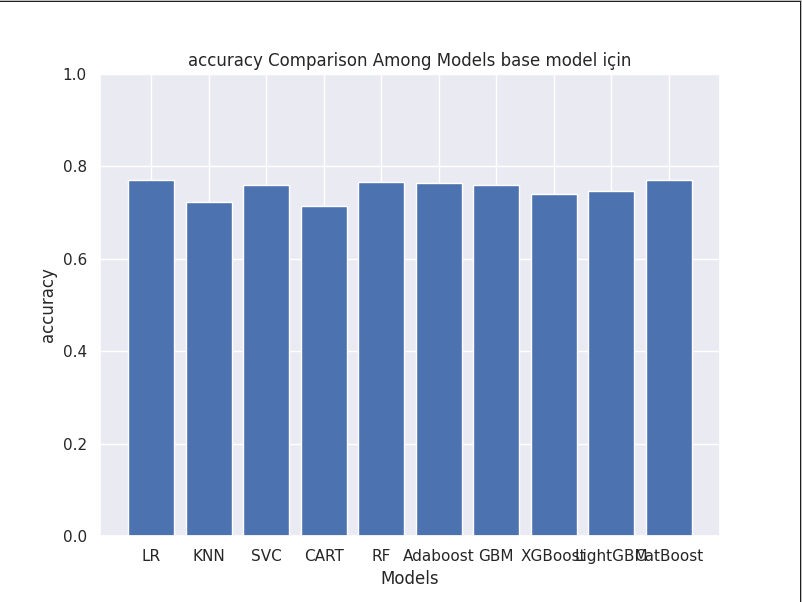 accuracy Comparison Among Models base model için
1.0
0.8
0.6
0.4
0.2
0.0
accuracy
LR KNN SVC CART RF Adaboost GBM XGBoost LightGBM CatBoost
Models